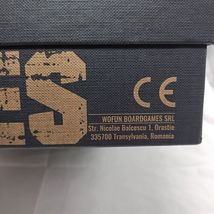 ES
CE
WOFUN BOARDGAMES SRL
Str. Nicolae Balcescu 1, Orastie
335700 Transylvania, Romania